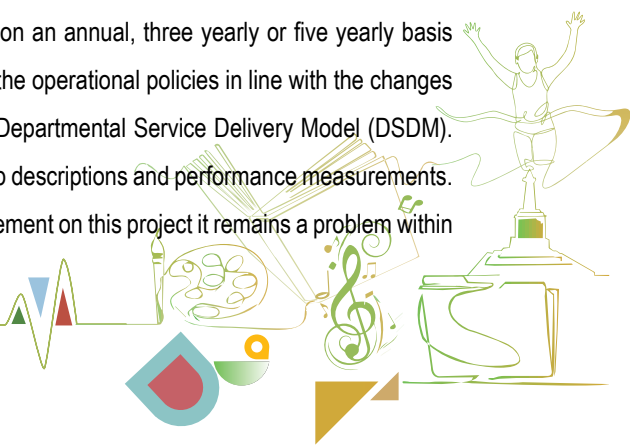 on an annual, three yearly or five yearly basis
the operational policies in line with the changes
Departmental Service Delivery Model (DSDM).
descriptions and performance measurements.
on this project it remains a problem within